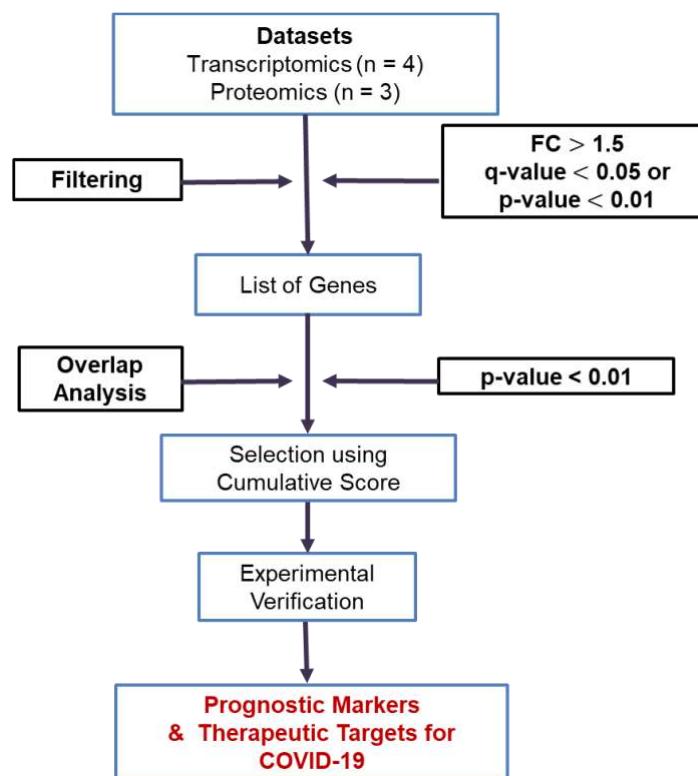 Datasets
Transcriptomics (n = 4)
Proteomics (n = 3)
Filtering
FC > 1.5
q-value < 0.05 or
p-value < 0.01
List of Genes
Overlap
Analysis
p-value < 0.01
Selection using
Cumulative Score
Experimental
Verification
Prognostic Markers
& Therapeutic Targets for
COVID-19